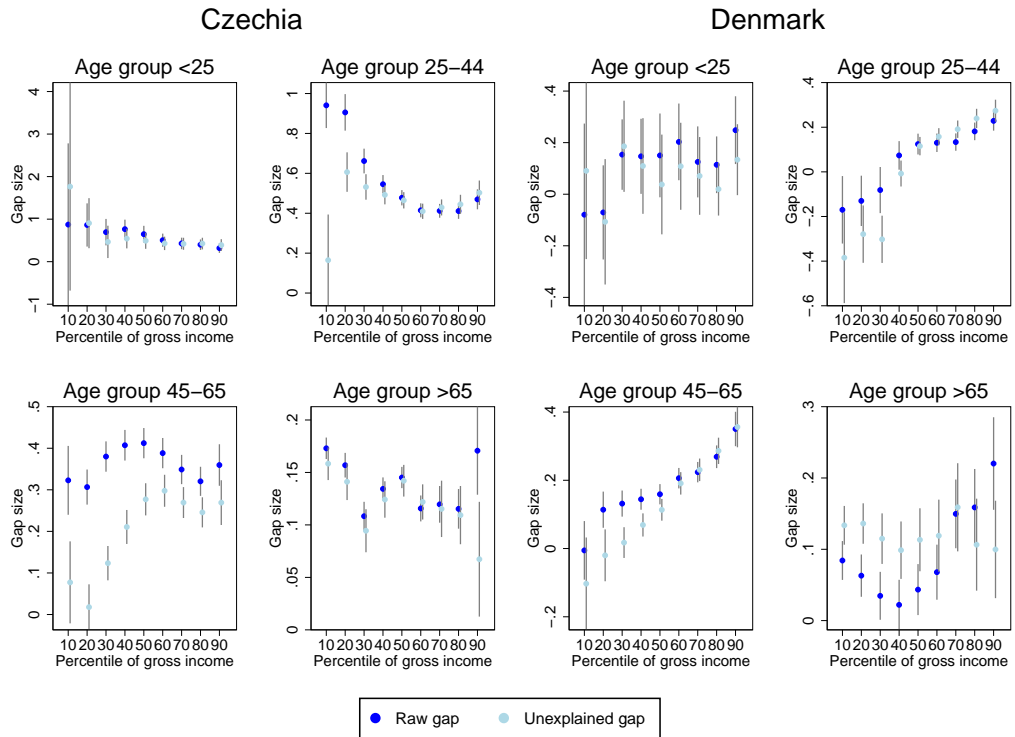 Czechia
Denmark
Age group <25
Gap size
−1 0 1 2 3 4
10 20 30 40 50 60 70 80 90
Percentile of gross income
Age group 25−44
Gap size
0 .2 .4 .6 .8 1
10 20 30 40 50 60 70 80 90
Percentile of gross income
Age group <25
Gap size
−.4 −.2 0 .2 .4
10 20 30 40 50 60 70 80 90
Percentile of gross income
Age group 25−44
Gap size
−.6 −.4 −.2 0 .2 .4
10 20 30 40 50 60 70 80 90
Percentile of gross income
Age group 45−65
Gap size
0 .1 .2 .3 .4 .5
10 20 30 40 50 60 70 80 90
Percentile of gross income
Age group >65
Gap size
0 .05 .1 .15 .2
10 20 30 40 50 60 70 80 90
Percentile of gross income
Age group 45−65
Gap size
−.2 0 .2 .4
10 20 30 40 50 60 70 80 90
Percentile of gross income
Age group >65
Gap size
0 .1 .2 .3
10 20 30 40 50 60 70 80 90
Percentile of gross income
Raw gap
Unexplained gap